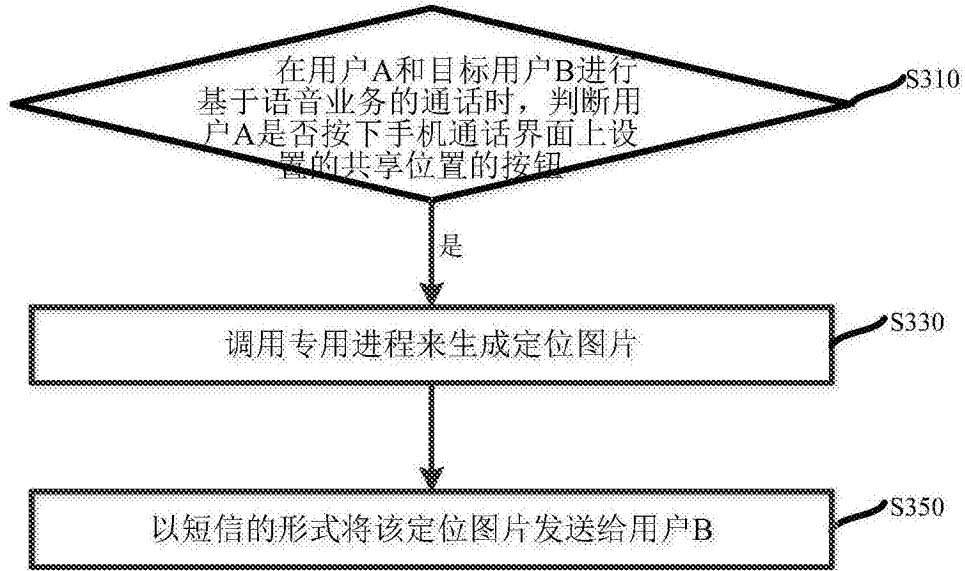 在用户A和目标用户B进行
基于语音业务的通话时，判断用
户A是否按下手机通话界面上设
置的共享位置的按钮
S310
是
调用专用进程来生成定位图片
S330
以短信的形式将该定位图片发送给用户B
S350